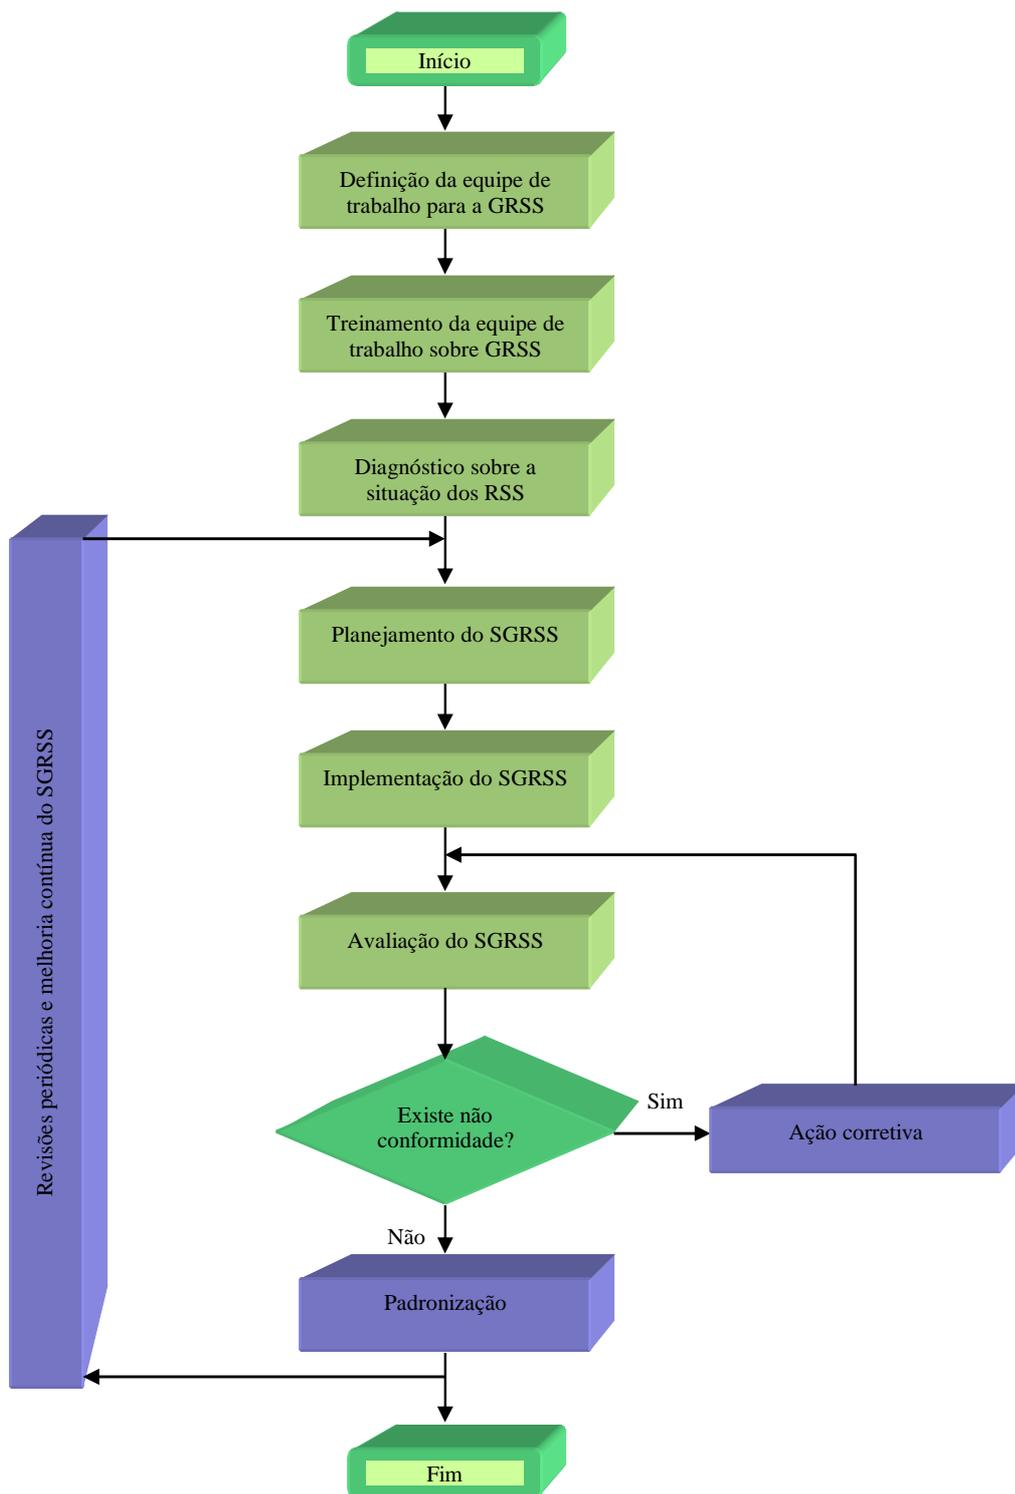 Início
Definição da equipe de
trabalho para a GRSS
Treinamento da equipe de
trabalho sobre GRSS
Diagnóstico sobre a
situação dos RSS
Planejamento do SGRSS
Implementação do SGRSS
Avaliação do SGRSS
Existe não
conformidade?
Sim
Ação corretiva
Não
Padronização
Revisões periódicas e melhoria contínua do SGRSS
Fim